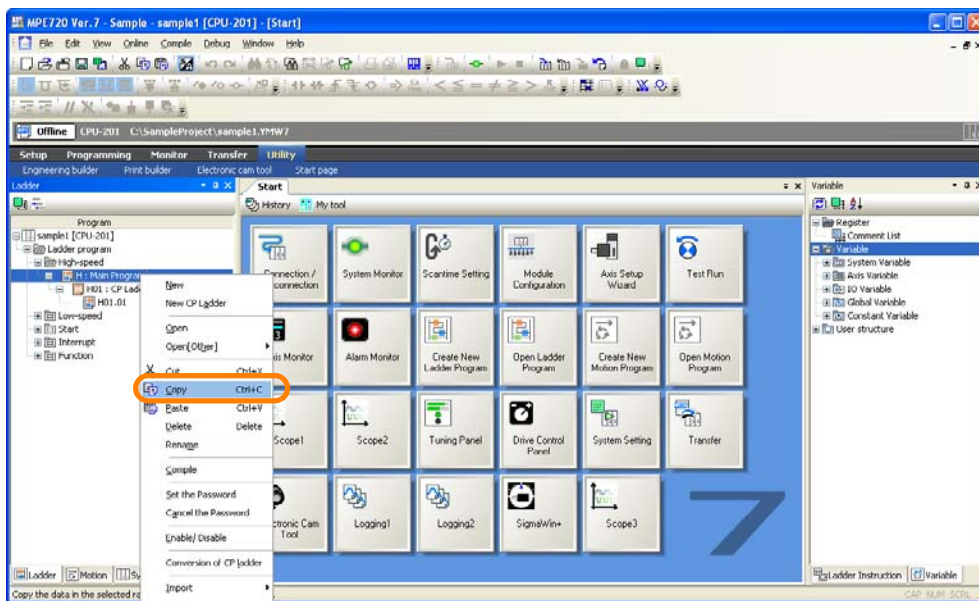 MPE720 Ver.7 - Sample - sample1 [CPU-201] - [Start]
File Edit View Online Compile Debug Window Help
Offline CPU-201 C:\SampleProject\sample1.YMW7
Setup Programming Monitor Transfer Utility
Engineering builder Print builder Electronic cam tool Start page
Ladder
Start
Variable
History My tool
Program
sample1 [CPU-201]
Ladder program
High-speed
H : Main Program
H01 : CP Lad
H01.01
Low-speed
Start
Interrupt
Function
New
New CP Ladder
Open
Open[Other]
Cut Ctrl+X
Copy Ctrl+C
Paste Ctrl+V
Delete Delete
Rename
Compile
Set the Password
Cancel the Password
Enable/ Disable
Conversion of CP ladder
Import
Connection /
connection
System Monitor
Scantime Setting
Module
Configuration
Axis Setup
Wizard
Test Run
is Monitor
Alarm Monitor
Create New
Ladder Program
Open Ladder
Program
Create New
Motion Program
Open Motion
Program
Scope1
Scope2
Tuning Panel
Drive Control
Panel
System Setting
Transfer
ctronic Cam
Tool
Logging1
Logging2
SigmaWin+
Scope3
7
Register
Comment List
Variable
System Variable
Axis Variable
IO Variable
Global Variable
Constant Variable
User structure
Ladder Motion Sy
Ladder Instruction Variable
Copy the data in the selected ra
CAP NUM SCRL